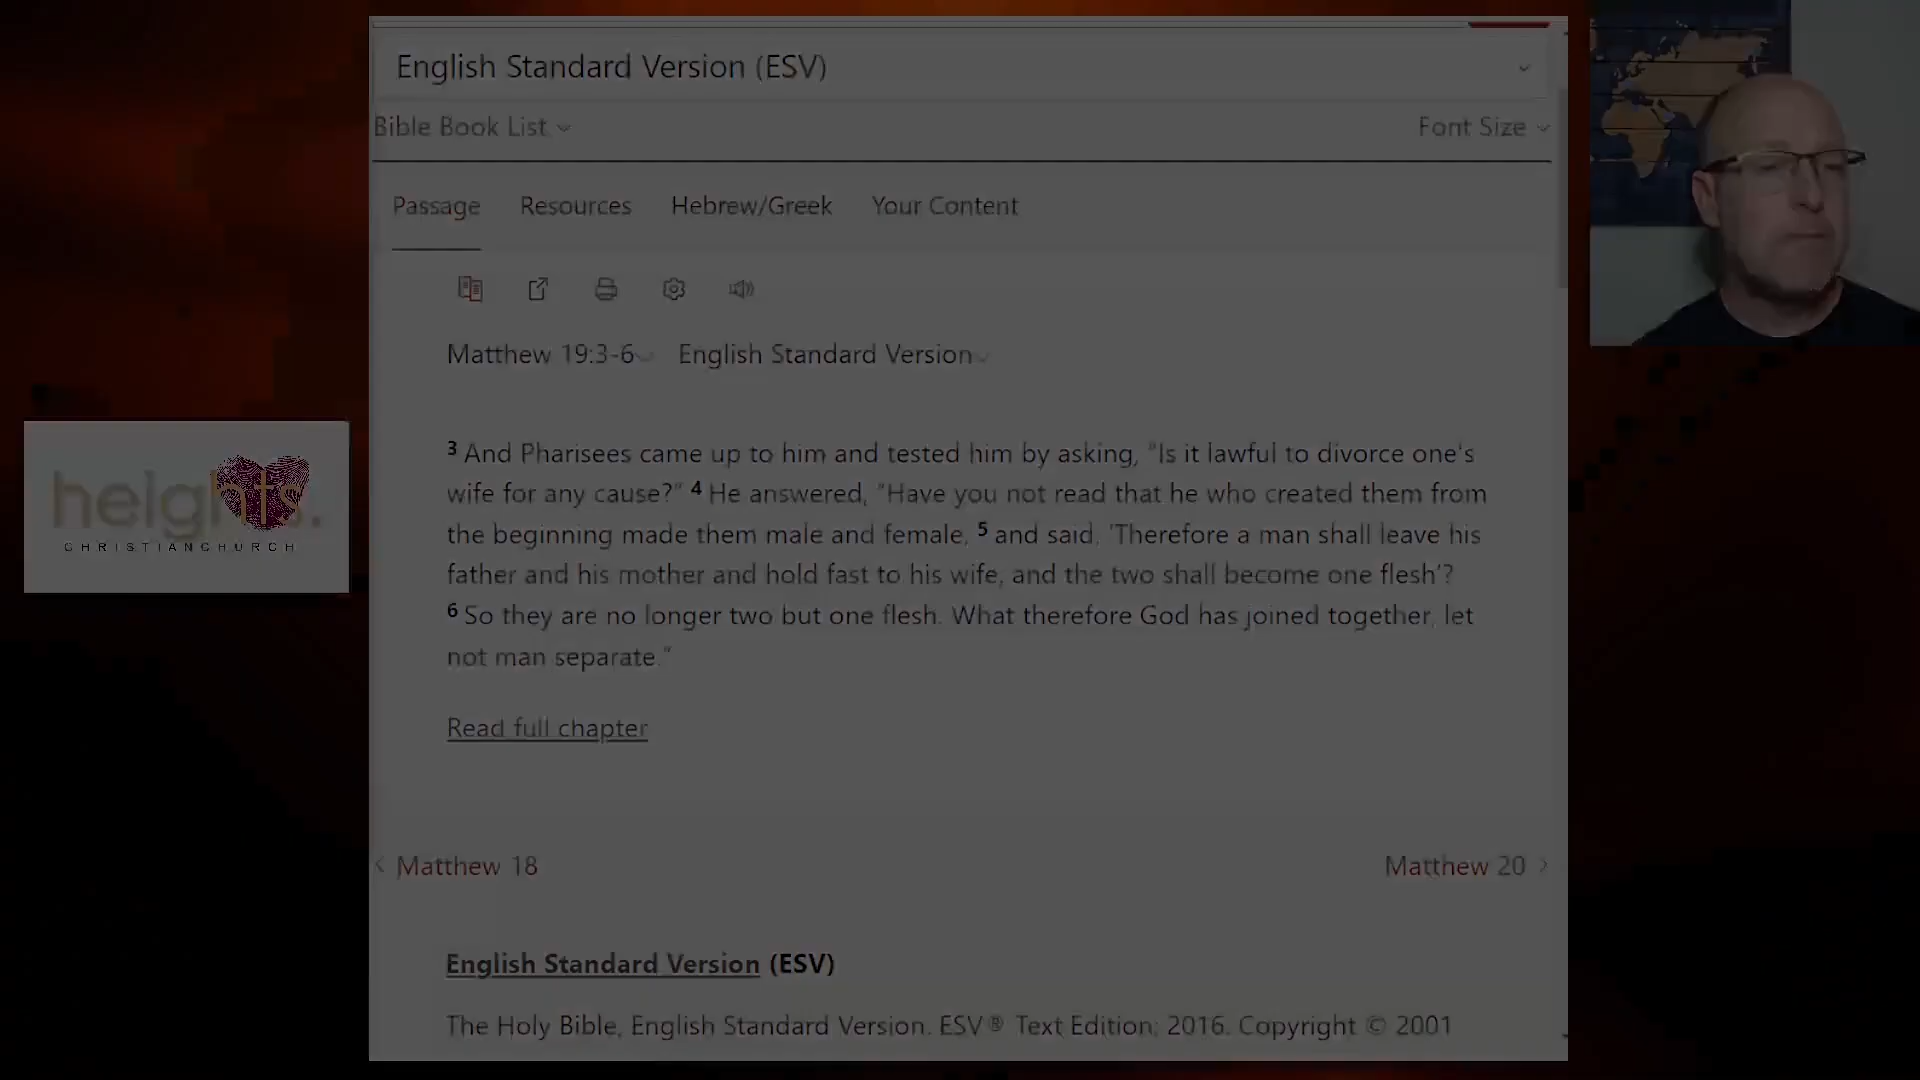 English Standard Version (ESV)
Bible Book List
Font Size
Passage Resources Hebrew/Greek Your Content
Matthew 19:3-6 English Standard Version
3 And Pharisees came up to him and tested him by asking, "Is it lawful to divorce one's
wife for any cause?" 4 He answered, "Have you not read that he who created them from
the beginning made them male and female, 5 and said, 'Therefore a man shall leave his
father and his mother and hold fast to his wife, and the two shall become one flesh'?
6 So they are no longer two but one flesh. What therefore God has joined together, let
not man separate."
Read full chapter
heights.
CHRISTIANCHURCH
Matthew 18
Matthew 20
English Standard Version (ESV)
The Holy Bible, English Standard Version. ESV® Text Edition: 2016. Copyright © 2001